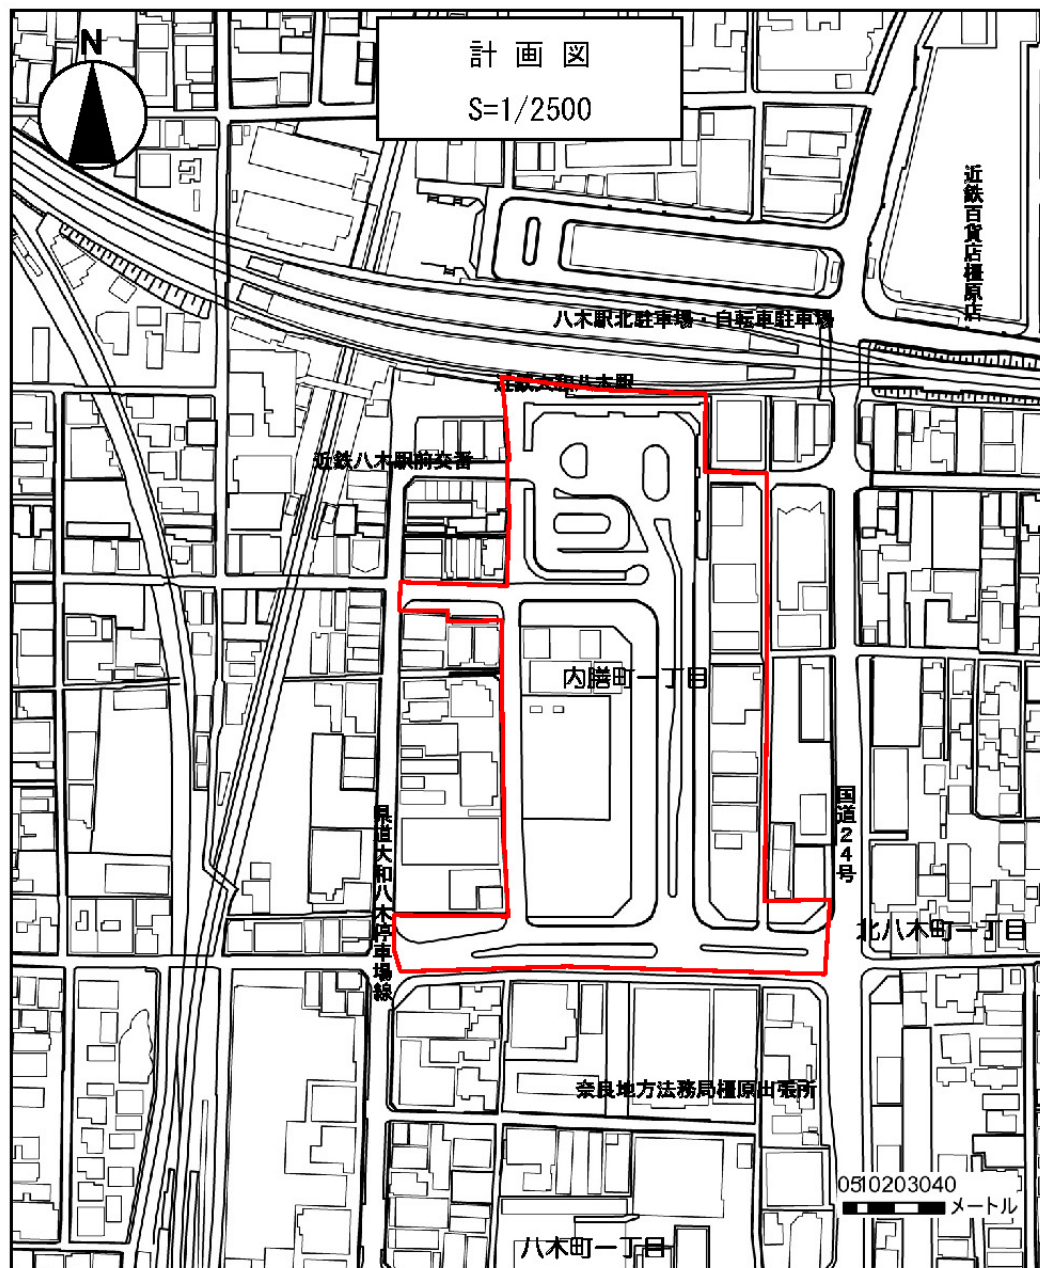 N
計画図
S=1/2500
近鉄百貨店橿原店
八木駅北駐車場・自転車駐車場
近鉄大和八木駅
近鉄八木駅前交番
内膳町一丁目
国道24号
県道大和八木停車場線
北八木町一丁目
奈良地方法務局橿原出張所
0510203040
メートル
八木町一丁目